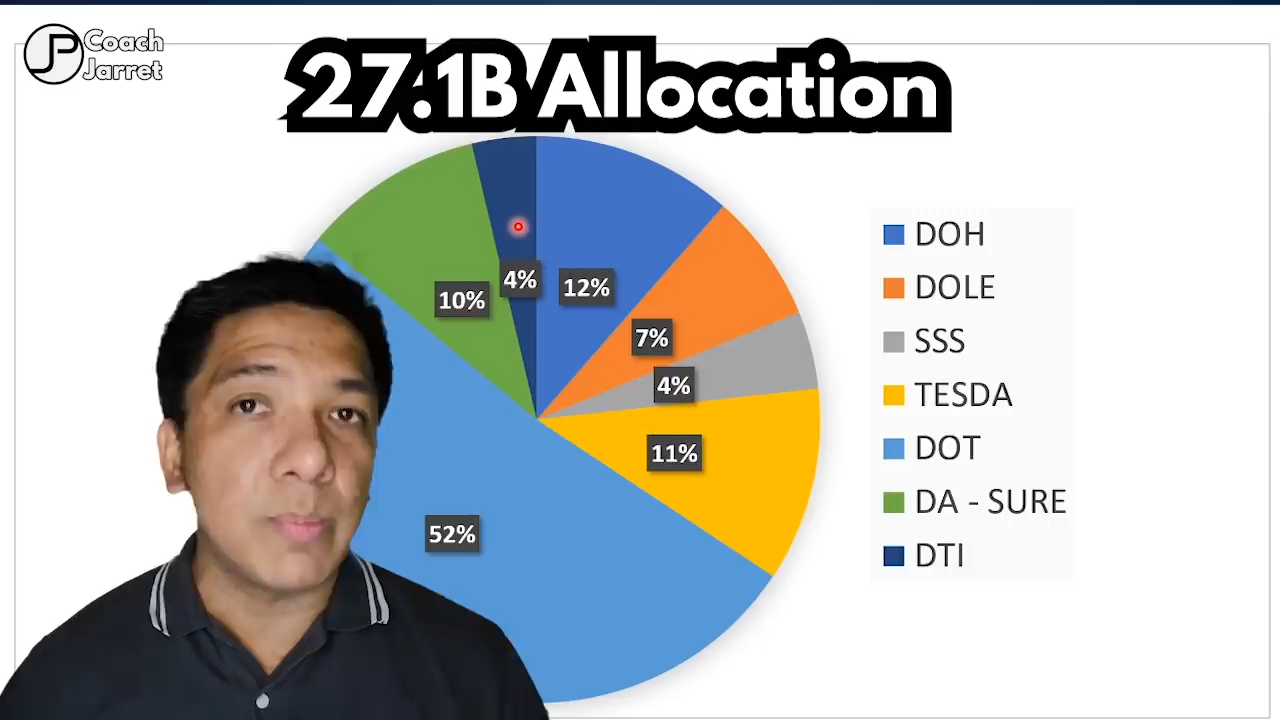 Coach
Jarret
27.1B Allocation
4%
12%
10%
7%
4%
11%
52%
DOH
DOLE
SSS
TESDA
DOT
DA - SURE
DTI